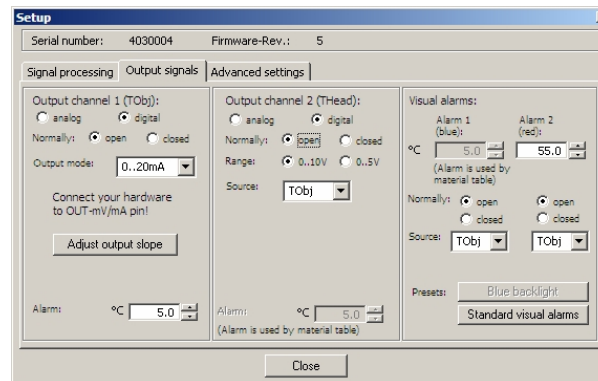 Setup
Serial number: 4030004 Firmware-Rev.: 5
Signal processing Output signals Advanced settings
Output channel 1 (TObj):
analog digital
Normally: open closed
Output mode: 0..20mA
Connect your hardware
to OUT-mV/mA pin!
Adjust output slope
Alarm: °C 5.0
Output channel 2 (THead):
analog digital
Normally: open closed
Range: 0..10V 0..5V
Source: TObj
Alarm: °C 5.0
(Alarm is used by material table)
Visual alarms:
Alarm 1 Alarm 2
(blue): (red):
°C 5.0 55.0
(Alarm is used by
material table)
Normally: open open
closed closed
Source: TObj TObj
Presets: Blue backlight
Standard visual alarms
Close